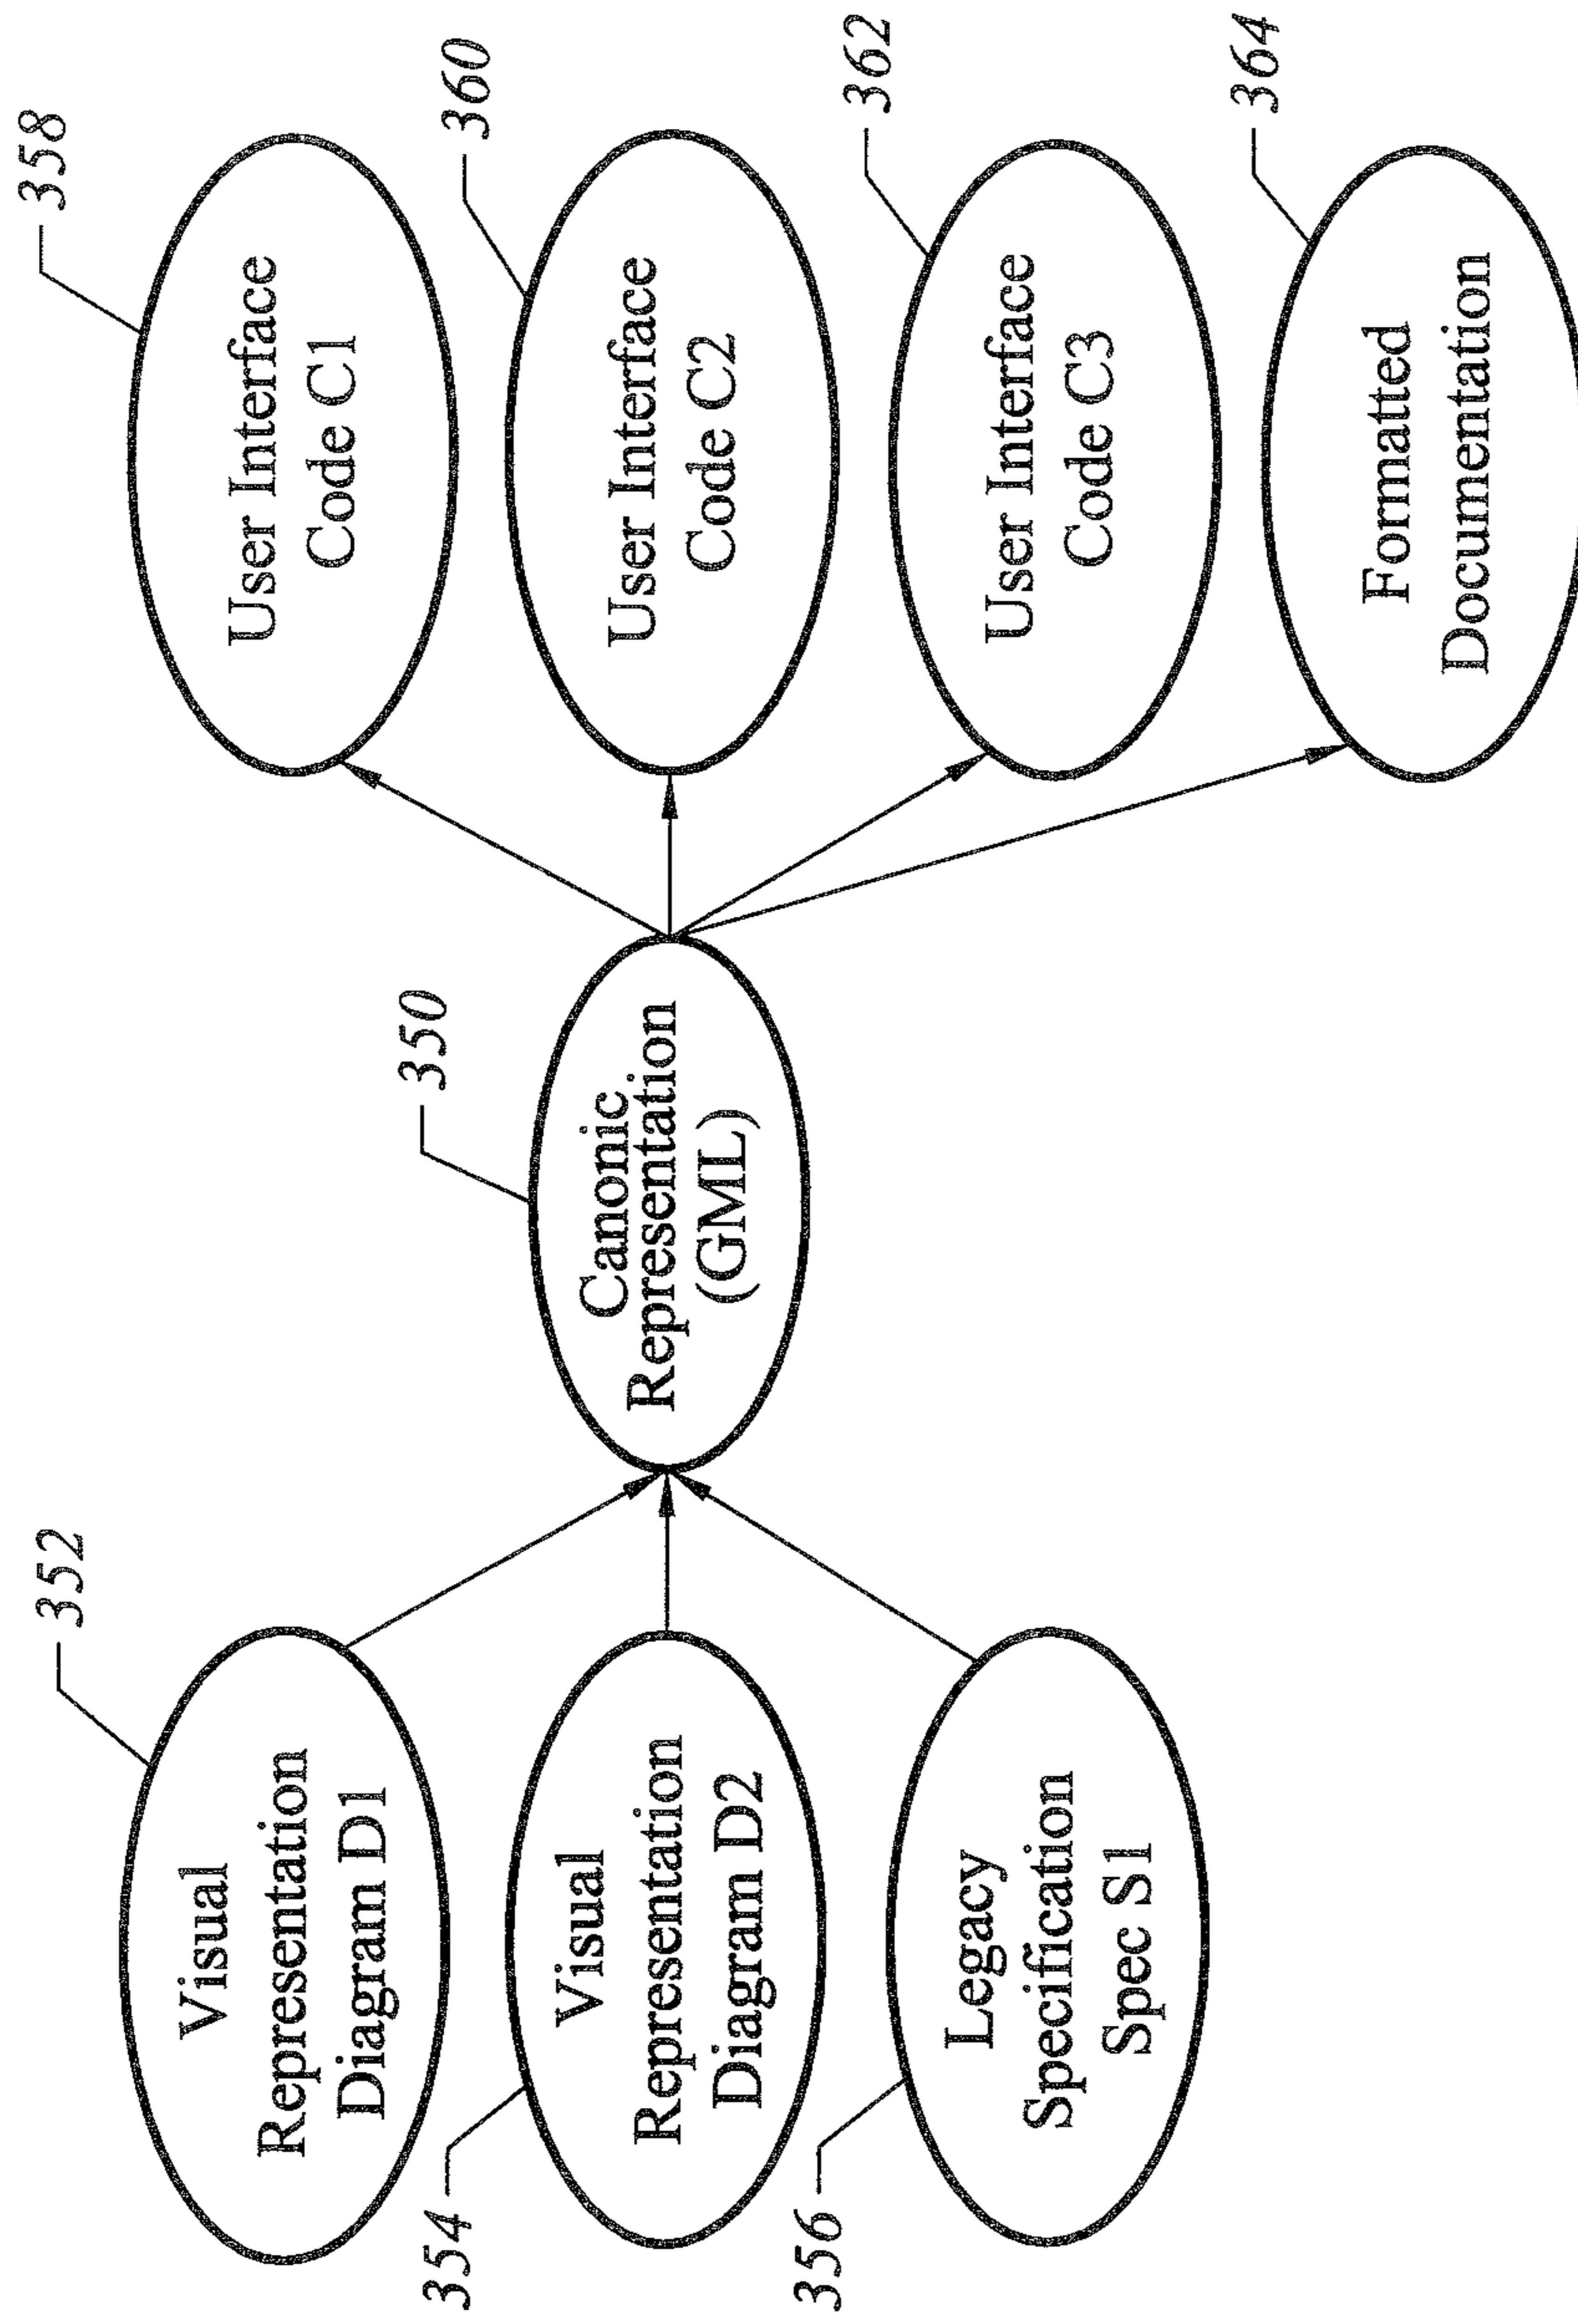 352
Visual
Representation
Diagram D1
354
Visual
Representation
Diagram D2
356
Legacy
Specification
Spec S1
350
Canonic
Representation
(GML)
358
User Interface
Code C1
360
User Interface
Code C2
362
User Interface
Code C3
364
Formatted
Documentation